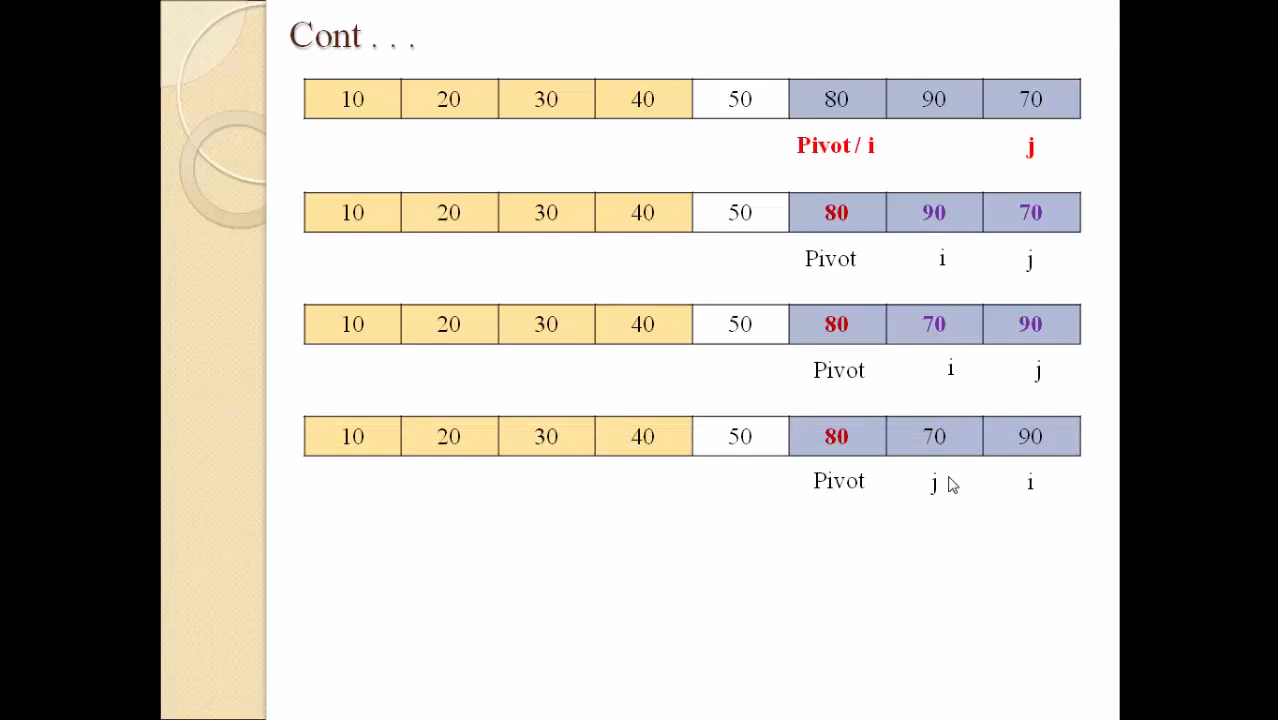 Cont . . .
10 20 30 40 50 80 90 70
Pivot / i j
10 20 30 40 50 80 90 70
Pivot i j
10 20 30 40 50 80 70 90
Pivot i j
10 20 30 40 50 80 70 90
Pivot j i